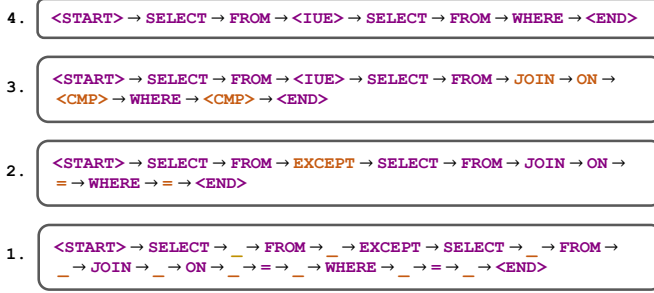 4. <START> → SELECT → FROM → <IUE> → SELECT → FROM → WHERE → <END>
3. <START> → SELECT → FROM → <IUE> → SELECT → FROM → JOIN → ON →
<CMP> → WHERE → <CMP> → <END>
2. <START> → SELECT → FROM → EXCEPT → SELECT → FROM → JOIN → ON →
= → WHERE → = → <END>
1. <START> → SELECT → _ → FROM → _ → EXCEPT → SELECT → _ → FROM →
_ → JOIN → _ → ON → _ → = → _ → WHERE → _ → = → _ → <END>